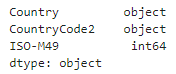 Country         object
CountryCode2    object
ISO-M49          int64
dtype: object